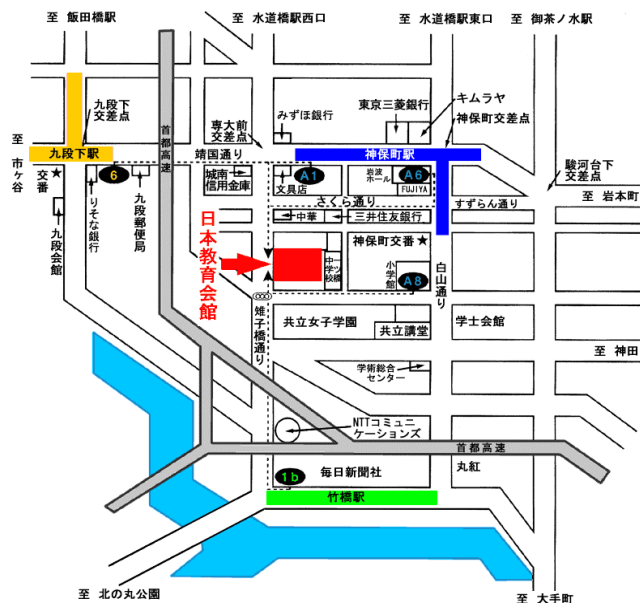 至 飯田橋駅
至 水道橋駅西口
至 水道橋駅東口
至 御茶ノ水駅
至 市ヶ谷
九段下
交差点
首都高速
専大前
交差点
みずほ銀行
東京三菱銀行
キムラヤ
神保町交差点
九段下駅
靖国通り
神保町駅
駿河台下
交差点
交番
6
城南
信用金庫
文具店
A1
岩波
ホール
A6
FUJIYA
至 岩本町
さくら通り
すずらん通り
りそな銀行
九段郵便局
九段会館
中華
三井住友銀行
日本教育会館
神保町交番
一ツ橋
中学校
小学館
A8
白山通り
雉子橋通り
共立女子学園
共立講堂
学士会館
至 神田
学術総合
センター
NTTコミュニ
ケーションズ
首都高速
丸紅
1b
毎日新聞社
竹橋駅
至 北の丸公園
至 大手町